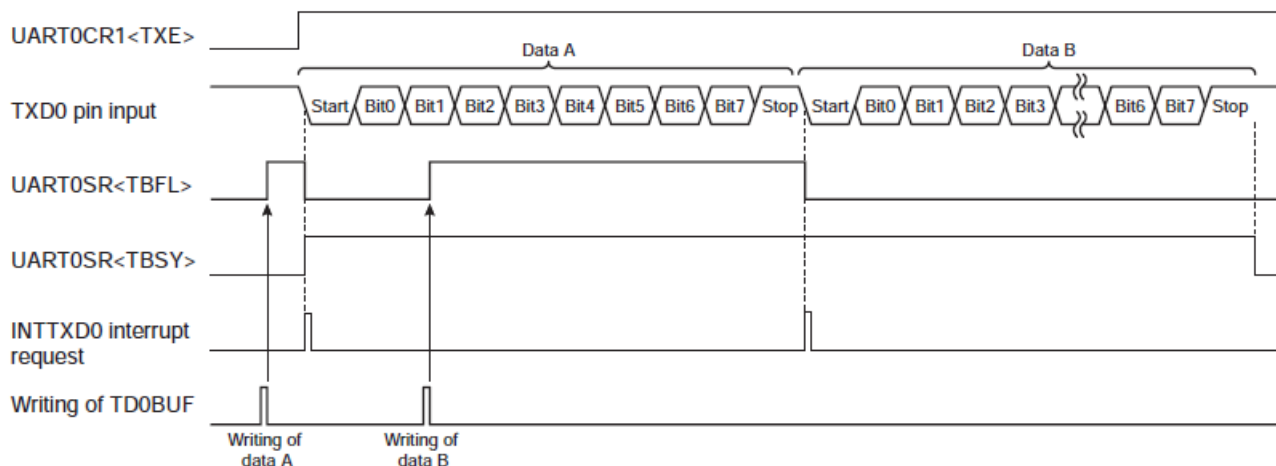 UART0CR1<TXE>
Data A
Data B
TXD0 pin input
Start Bit0 Bit1 Bit2 Bit3 Bit4 Bit5 Bit6 Bit7 Stop Start Bit0 Bit1 Bit2 Bit3 Bit6 Bit7 Stop
UART0SR<TBFL>
UART0SR<TBSY>
INTTXD0 interrupt
request
Writing of TD0BUF
Writing of
data A
Writing of
data B